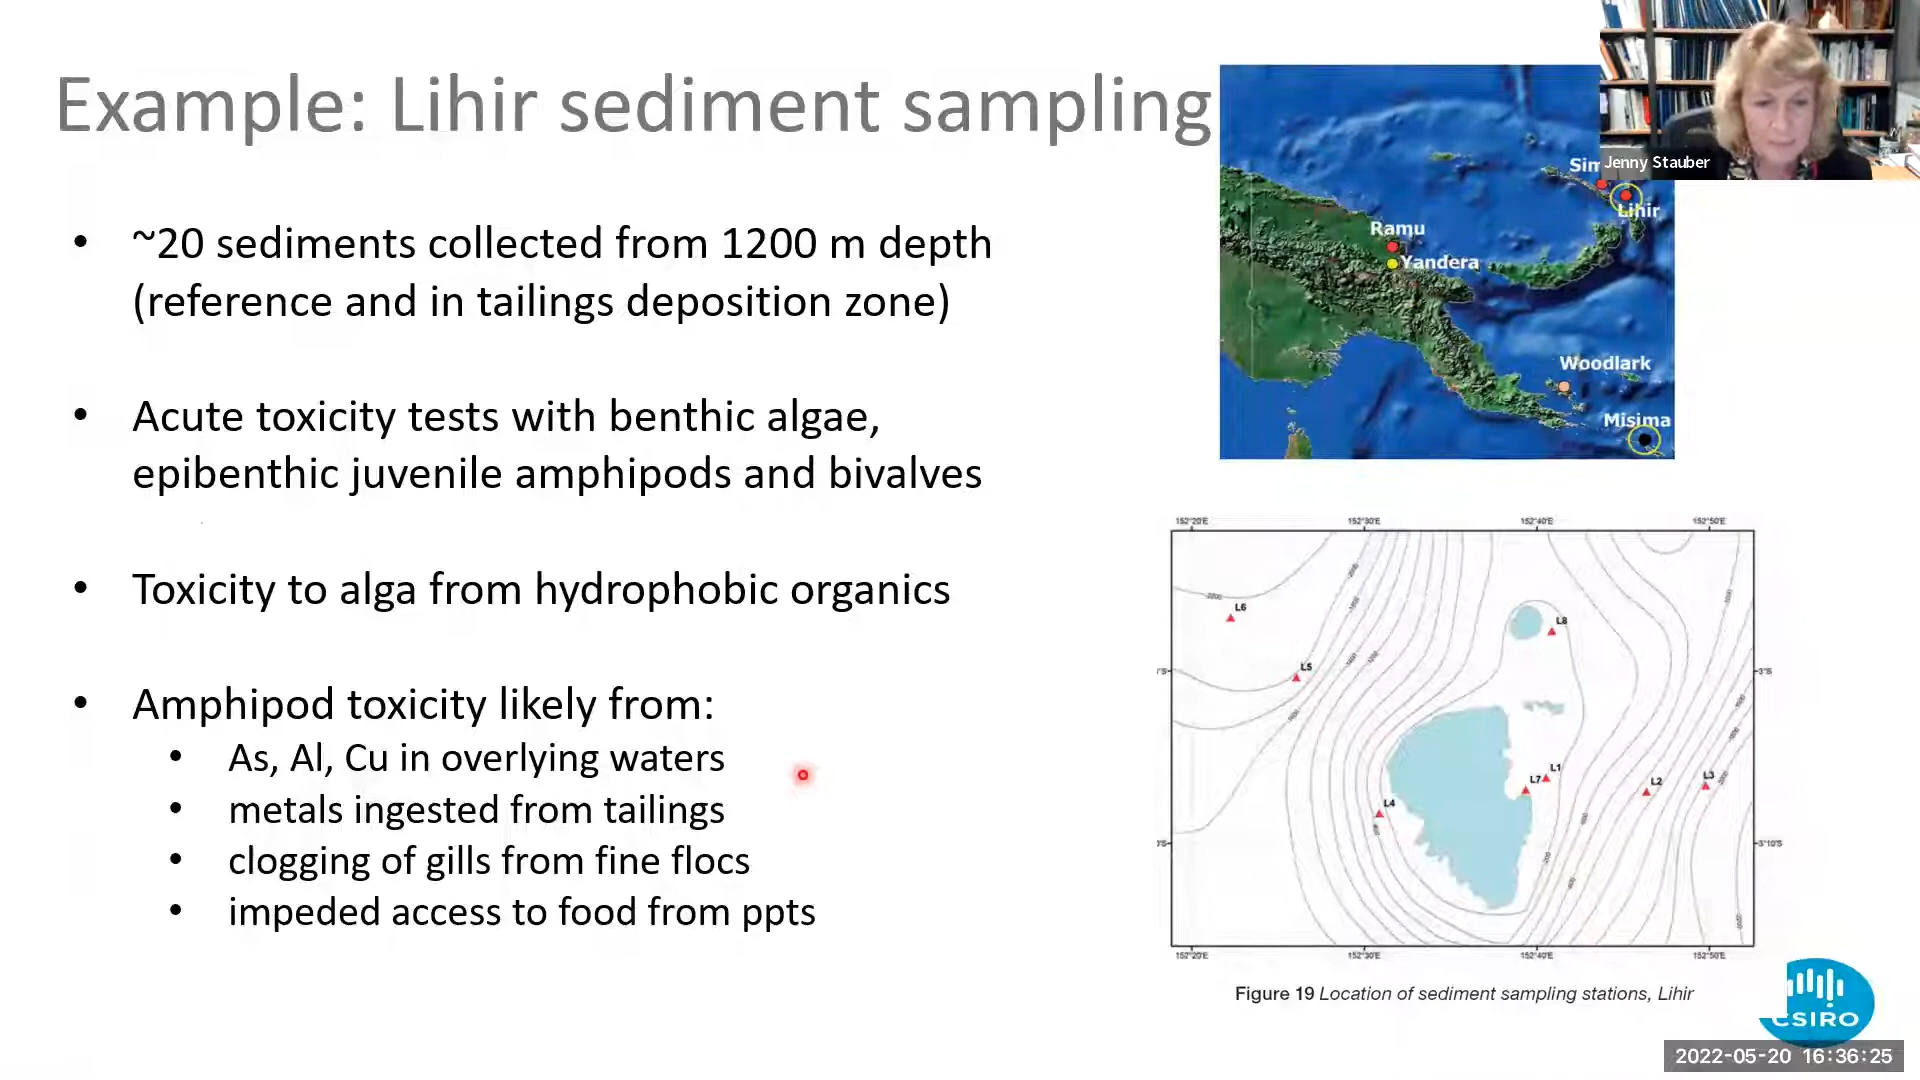 Example: Lihir sediment sampling
• ~20 sediments collected from 1200 m depth
(reference and in tailings deposition zone)
• Acute toxicity tests with benthic algae,
epibenthic juvenile amphipods and bivalves
• Toxicity to alga from hydrophobic organics
• Amphipod toxicity likely from:
• As, Al, Cu in overlying waters
• metals ingested from tailings
• clogging of gills from fine flocs
• impeded access to food from ppts
Jenny Stauber
Sim
Lihir
Ramu
Yandera
Woodlark
Misima
152°20'E 152°30'E 152°40'E 152°50'E
L6
L8
L5
3°S
L1
L7
L2
L3
L4
3°10'S
152°20'E 152°30'E 152°40'E 152°50'E
Figure 19 Location of sediment sampling stations, Lihir
CSIRO
2022-05-20 16:36:25